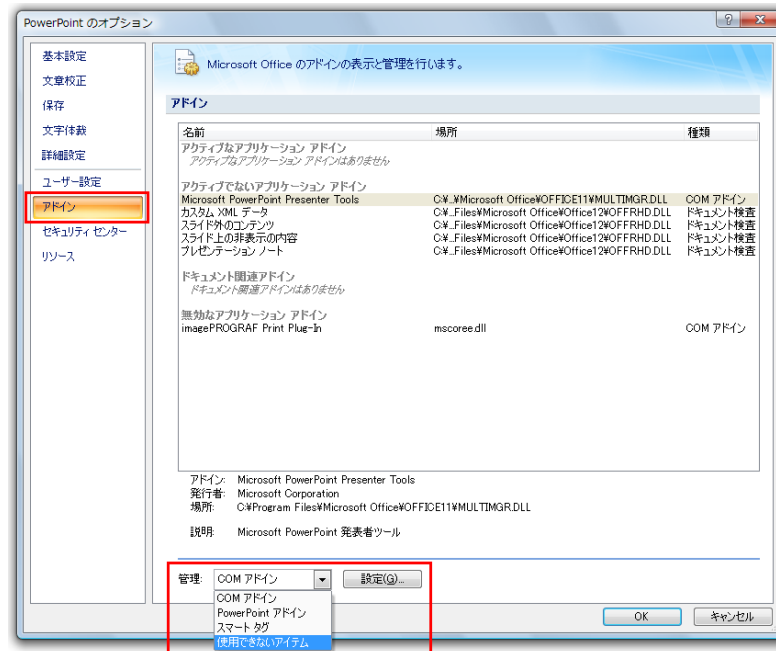 PowerPoint のオプション
基本設定
文章校正
保存
文字体裁
詳細設定
ユーザー設定
アドイン
セキュリティ センター
リソース
Microsoft Office のアドインの表示と管理を行います。
アドイン
名前 場所 種類
アクティブなアプリケーション アドイン
アクティブなアプリケーション アドインはありません
アクティブでないアプリケーション アドイン
Microsoft PowerPoint Presenter Tools C:¥..¥Microsoft Office¥OFFICE11¥MULTIMGR.DLL COM アドイン
カスタム XML データ C:¥..Files¥Microsoft Office¥Office12¥OFFRHD.DLL ドキュメント検査
スライド外のコンテンツ C:¥..Files¥Microsoft Office¥Office12¥OFFRHD.DLL ドキュメント検査
スライド上の非表示の内容 C:¥..Files¥Microsoft Office¥Office12¥OFFRHD.DLL ドキュメント検査
プレゼンテーション ノート C:¥..Files¥Microsoft Office¥Office12¥OFFRHD.DLL ドキュメント検査
ドキュメント関連アドイン
ドキュメント関連アドインはありません
無効なアプリケーション アドイン
imagePROGRAF Print Plug-In mscoree.dll COM アドイン
アドイン: Microsoft PowerPoint Presenter Tools
発行者: Microsoft Corporation
場所: C:¥Program Files¥Microsoft Office¥OFFICE11¥MULTIMGR.DLL
説明: Microsoft PowerPoint 発表者ツール
管理: COM アドイン 設定(G)...
COM アドイン
PowerPoint アドイン
スマート タグ
使用できないアイテム
OK キャンセル